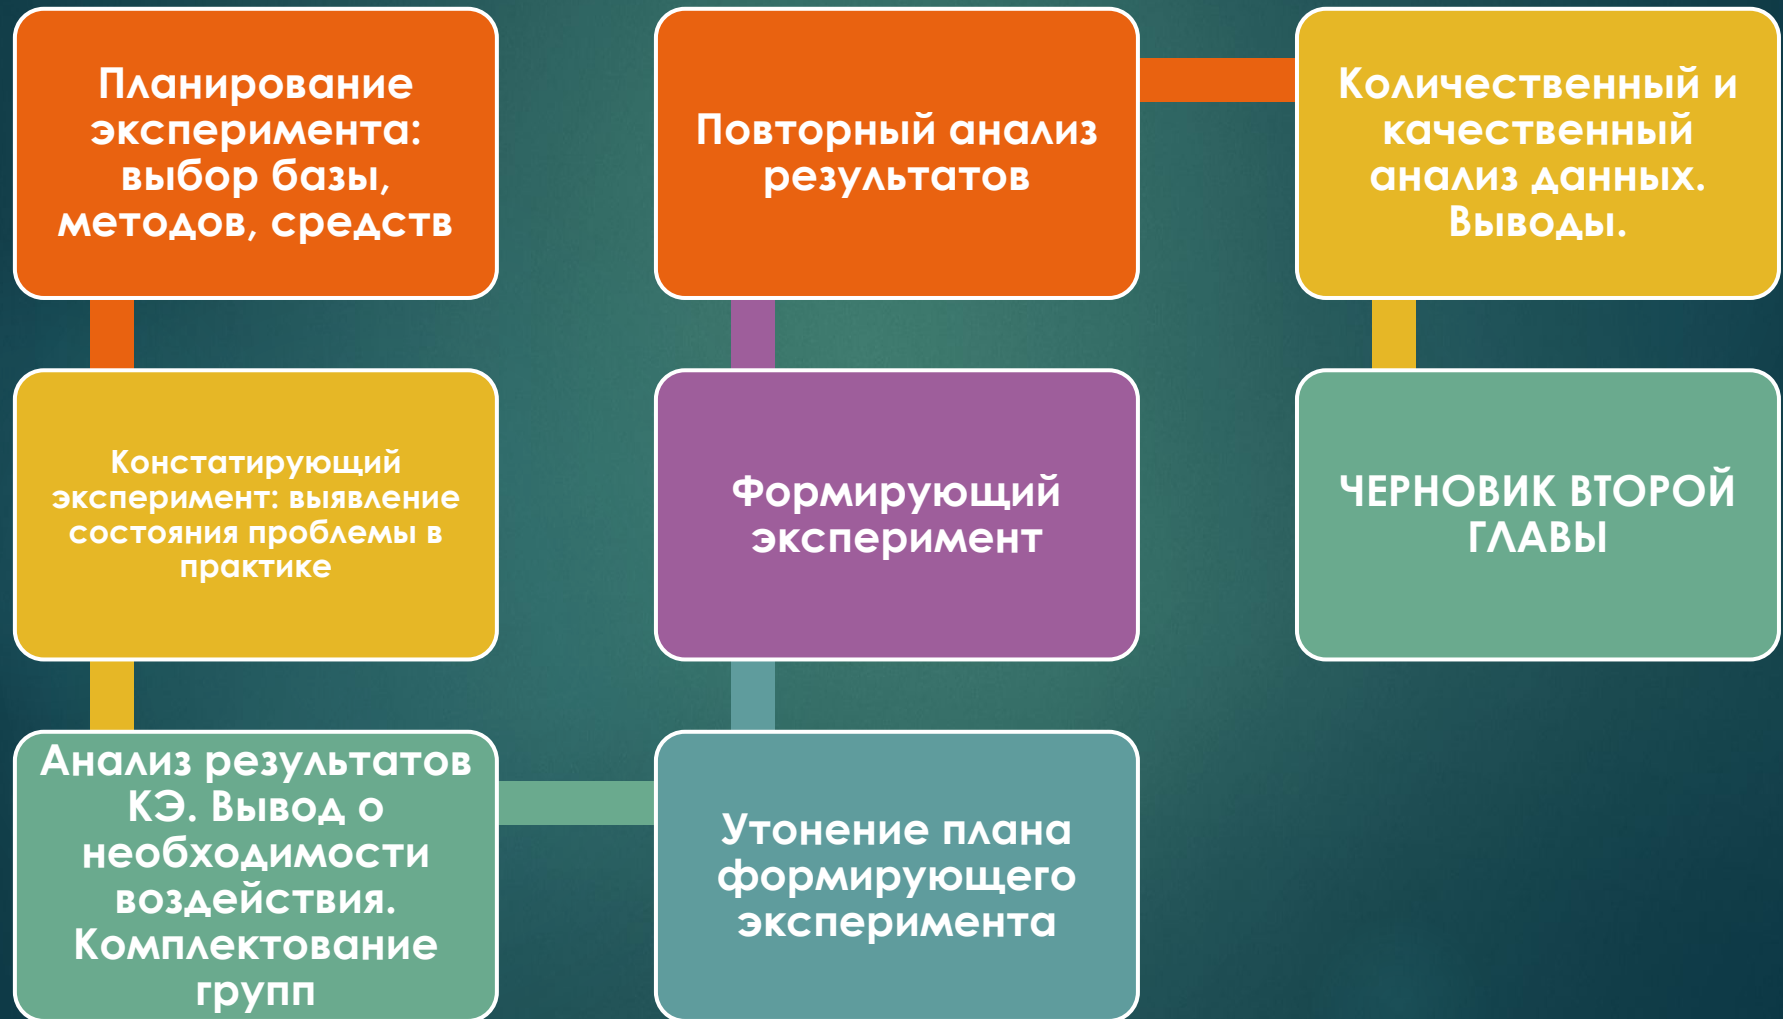 Планирование
эксперимента:
выбор базы,
методов, средств
Констатирующий
эксперимент: выявление
состояния проблемы в
практике
Анализ результатов
КЭ. Вывод о
необходимости
воздействия.
Комплектование
групп
Утонение плана
формирующего
эксперимента
Формирующий
эксперимент
Повторный анализ
результатов
Количественный и
качественный
анализ данных.
Выводы.
ЧЕРНОВИК ВТОРОЙ
ГЛАВЫ